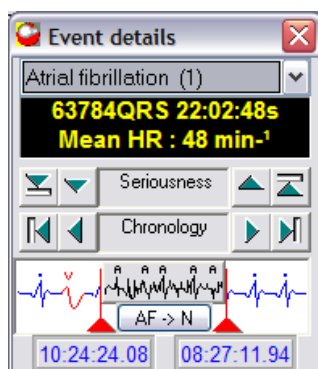 Event details
Atrial fibrillation (1)
63784QRS 22:02:48s
Mean HR : 48 min-¹
Seriousness
Chronology
A A A A
AF -> N
10:24:24.08 08:27:11.94